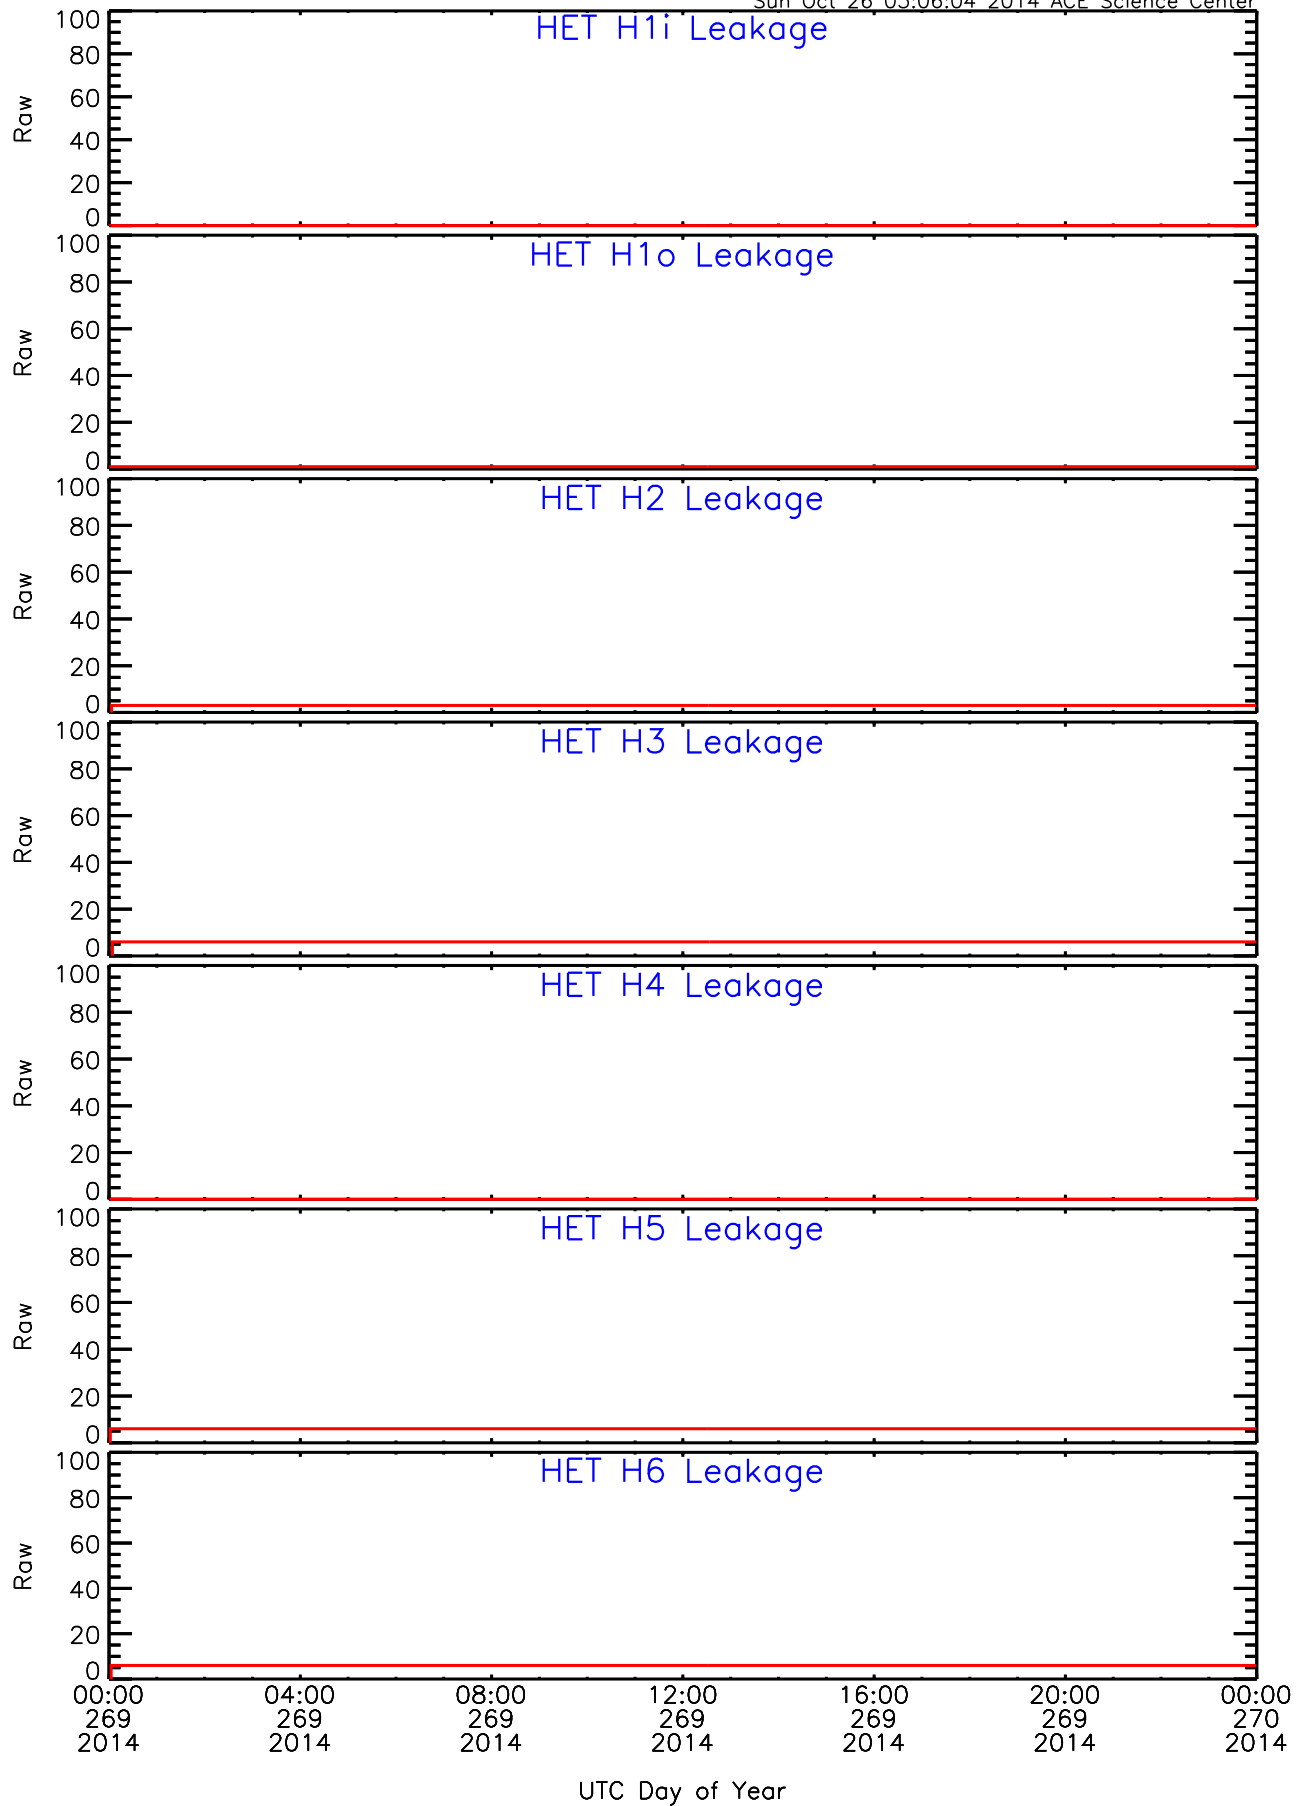 Sun Oct 26 05:06:04 2014 ACE Science Center
HET H1i Leakage
100
80
60
40
20
0
Raw
HET H1o Leakage
100
80
60
40
20
0
Raw
HET H2 Leakage
100
80
60
40
20
0
Raw
HET H3 Leakage
100
80
60
40
20
0
Raw
HET H4 Leakage
100
80
60
40
20
0
Raw
HET H5 Leakage
100
80
60
40
20
0
Raw
HET H6 Leakage
100
80
60
40
20
0
Raw
00:00 04:00 08:00 12:00 16:00 20:00 00:00
269 269 269 269 269 269 270
2014 2014 2014 2014 2014 2014 2014
UTC Day of Year